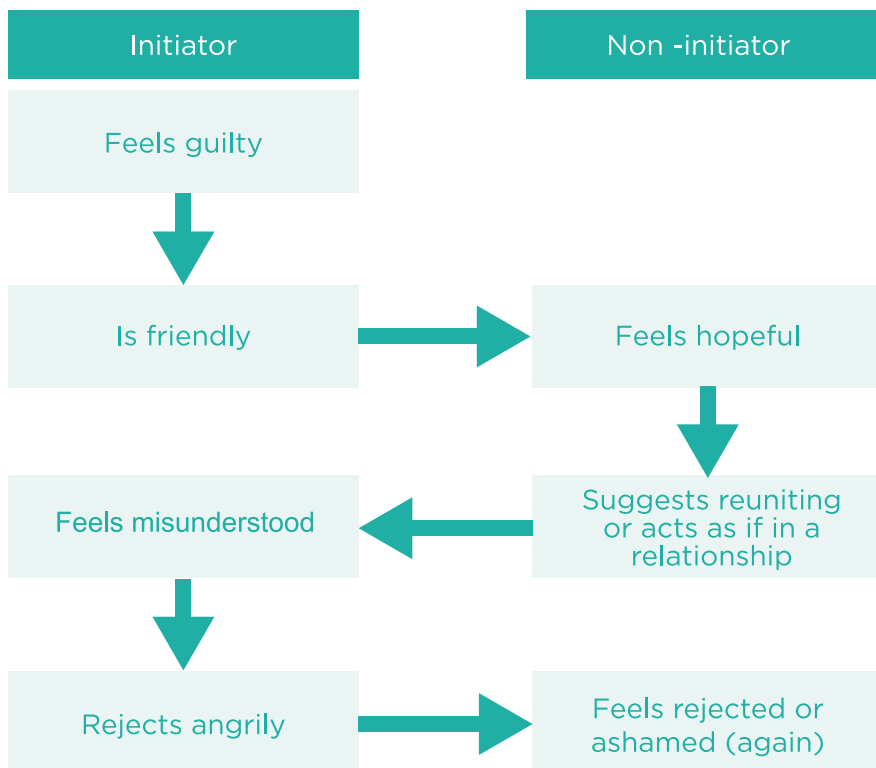 Initiator
Non -initiator
Feels guilty
Is friendly
Feels hopeful
Suggests reuniting
or acts as if in a
relationship
Feels misunderstood
Rejects angrily
Feels rejected or
ashamed (again)